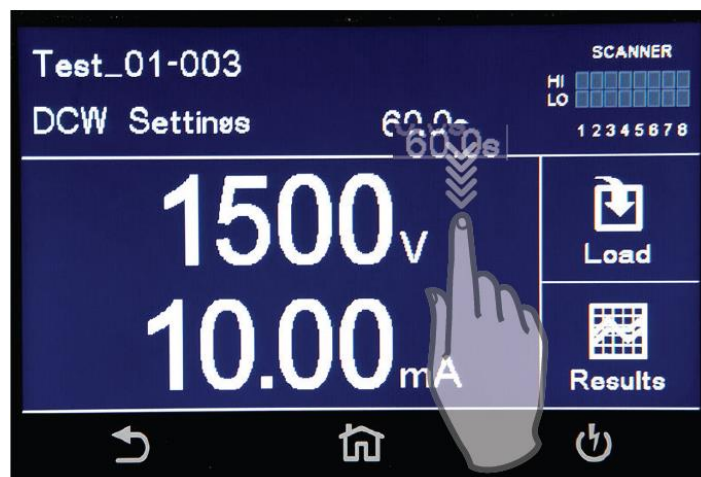 Test_01-003
SCANNER
HI
LO
DCW Settings
60.0s
60.0s
1 2 3 4 5 6 7 8
1500V
Load
10.00mA
Results